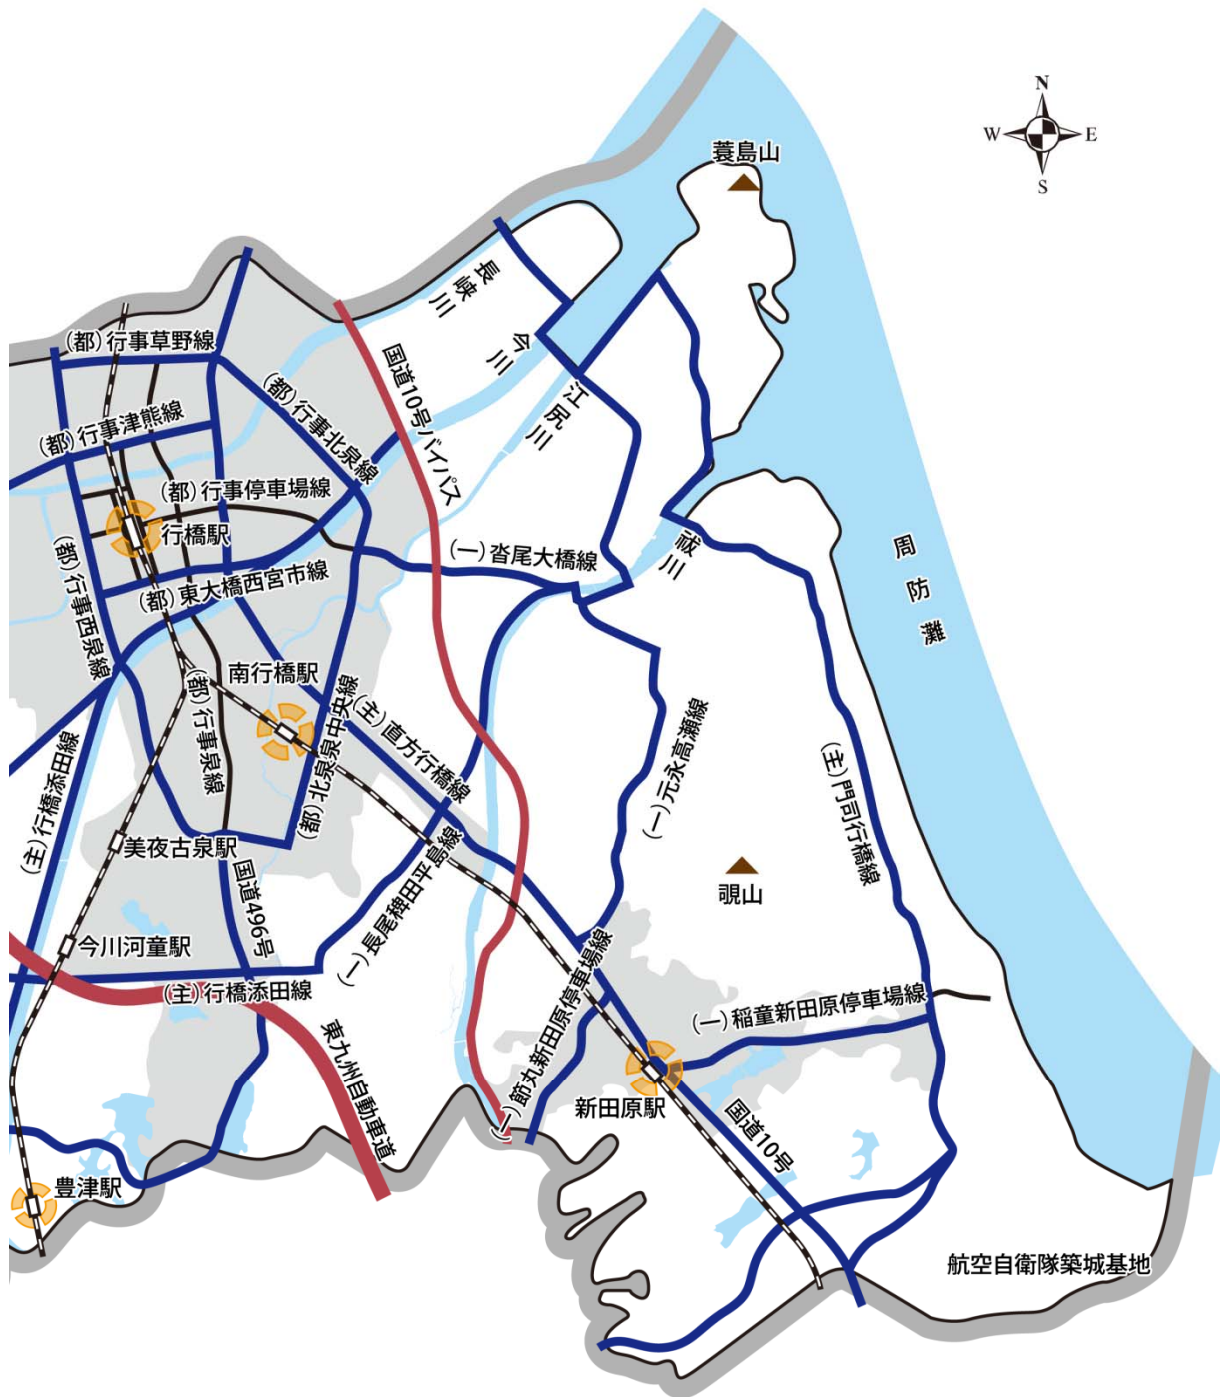 N
W
E
S
蓑島山
長峡川
今川
江尻川
祓川
周防灘
(都)行事草野線
(都)行事北泉線
(都)行事津熊線
国道10号バイパス
(都)行事停車場線
行橋駅
(一)沓尾大橋線
(都)東大橋西宮市線
(都)行事西泉線
南行橋駅
(都)行事泉線
(都)北泉泉中央線
(主)直方行橋線
(一)元永高瀬線
(主)門司行橋線
(主)行橋添田線
美夜古泉駅
覗山
国道496号
(一)長尾稗田平島線
今川河童駅
(主)行橋添田線
(一)節丸新田原停車場線
(一)稲童新田原停車場線
東九州自動車道
新田原駅
国道10号
豊津駅
航空自衛隊築城基地